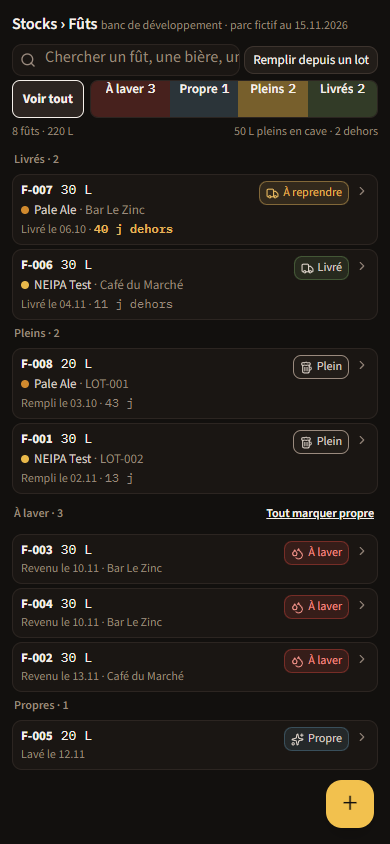 Stocks › Fûts banc de développement · parc fictif au 15.11.2026
Chercher un fût, une bière, un
Remplir depuis un lot
Voir tout
À laver 3
Propre 1
Pleins 2
Livrés 2
8 fûts · 220 L
50 L pleins en cave · 2 dehors
Livrés · 2
F-007 30 L
À reprendre
Pale Ale · Bar Le Zinc
Livré le 06.10 · 40 j dehors
F-006 30 L
Livré
NEIPA Test · Café du Marché
Livré le 04.11 · 11 j dehors
Pleins · 2
F-008 20 L
Plein
Pale Ale · LOT-001
Rempli le 03.10 · 43 j
F-001 30 L
Plein
NEIPA Test · LOT-002
Rempli le 02.11 · 13 j
À laver · 3
Tout marquer propre
F-003 30 L
À laver
Revenu le 10.11 · Bar Le Zinc
F-004 30 L
À laver
Revenu le 10.11 · Bar Le Zinc
F-002 30 L
À laver
Revenu le 13.11 · Café du Marché
Propres · 1
F-005 20 L
Propre
Lavé le 12.11
+